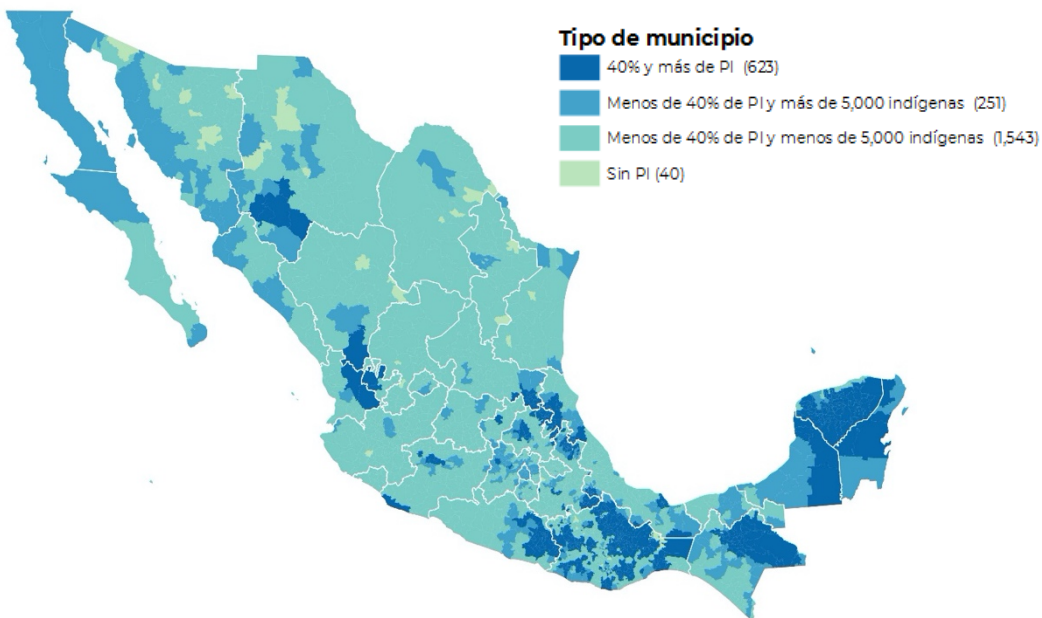 Tipo de municipio
40% y más de PI (623)
Menos de 40% de PI y más de 5,000 indígenas (251)
Menos de 40% de PI y menos de 5,000 indígenas (1,543)
Sin PI (40)